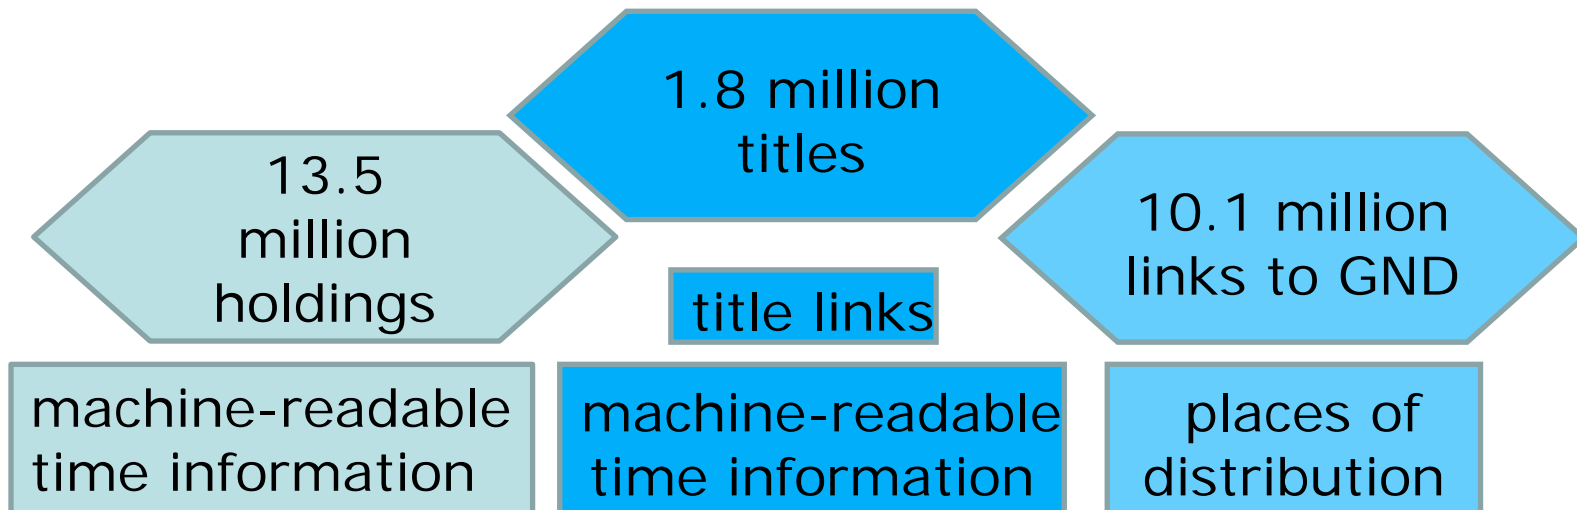 1.8 million
titles
13.5
million
holdings
10.1 million
links to GND
title links
machine-readable
time information
machine-readable
time information
places of
distribution